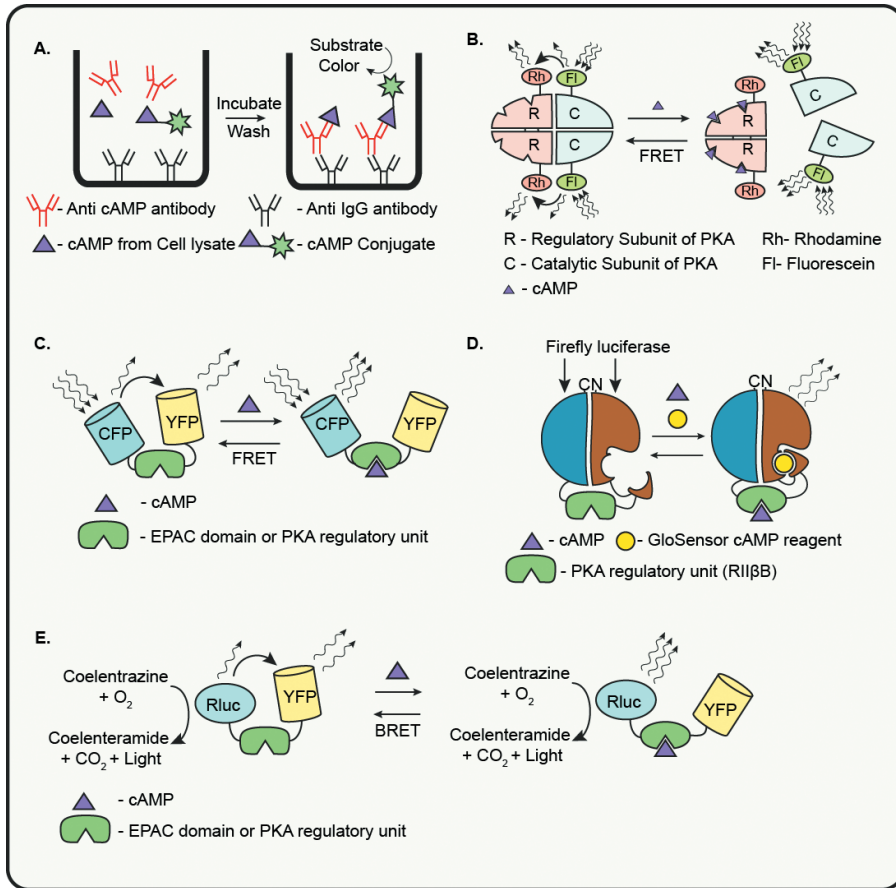 A.
Substrate
Color
Incubate
Wash
- Anti cAMP antibody
- Anti IgG antibody
- cAMP from Cell lysate
- cAMP Conjugate
B.
Rh
Fl
R
C
R
C
Rh
Fl
cAMP
FRET
Rh
R
R
Rh
Fl
C
C
Fl
R - Regulatory Subunit of PKA
Rh- Rhodamine
C - Catalytic Subunit of PKA
Fl- Fluorescein
- cAMP
C.
CFP
YFP
FRET
CFP
YFP
- cAMP
- EPAC domain or PKA regulatory unit
D.
Firefly luciferase
CN
CN
- cAMP
- GloSensor cAMP reagent
- PKA regulatory unit (RIIβB)
E.
Coelentrazine
+ O₂
Coelenteramide
+ CO₂ + Light
Rluc
YFP
BRET
Coelentrazine
+ O₂
Coelenteramide
+ CO₂ + Light
Rluc
YFP
- cAMP
- EPAC domain or PKA regulatory unit